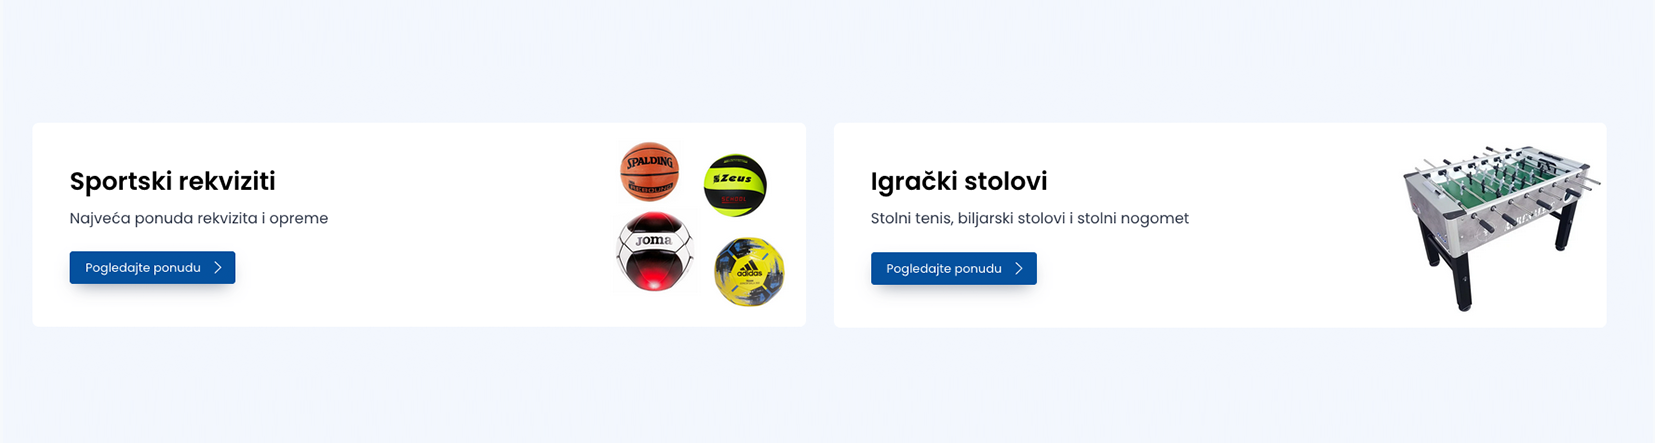 Sportski rekviziti
Najveća ponuda rekvizita i opreme
Pogledajte ponudu
SPALDING
Zeus
SCHOOL
Joma
adidas
Igrački stolovi
Stolni tenis, biljarski stolovi i stolni nogomet
Pogledajte ponudu